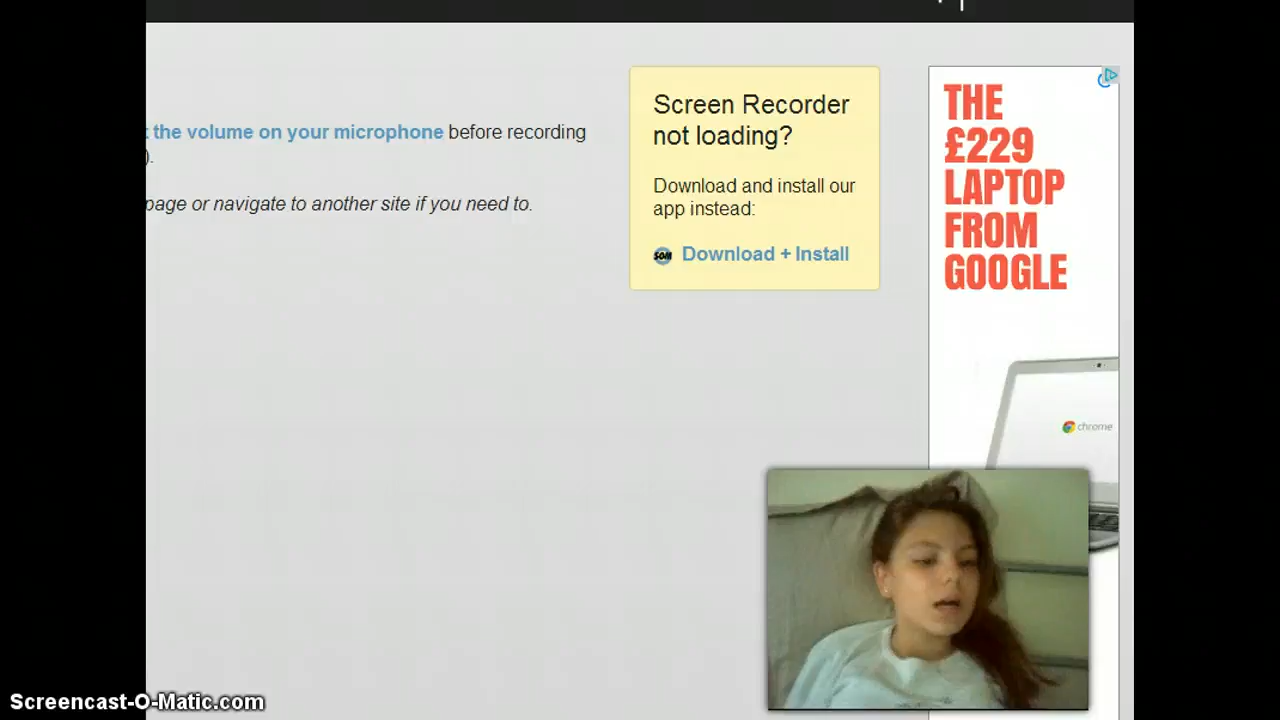 the volume on your microphone before recording
).
page or navigate to another site if you need to.
Screen Recorder
not loading?
Download and install our
app instead:
SOM Download + Install
THE
£229
LAPTOP
FROM
GOOGLE
chrome
Screencast-O-Matic.com